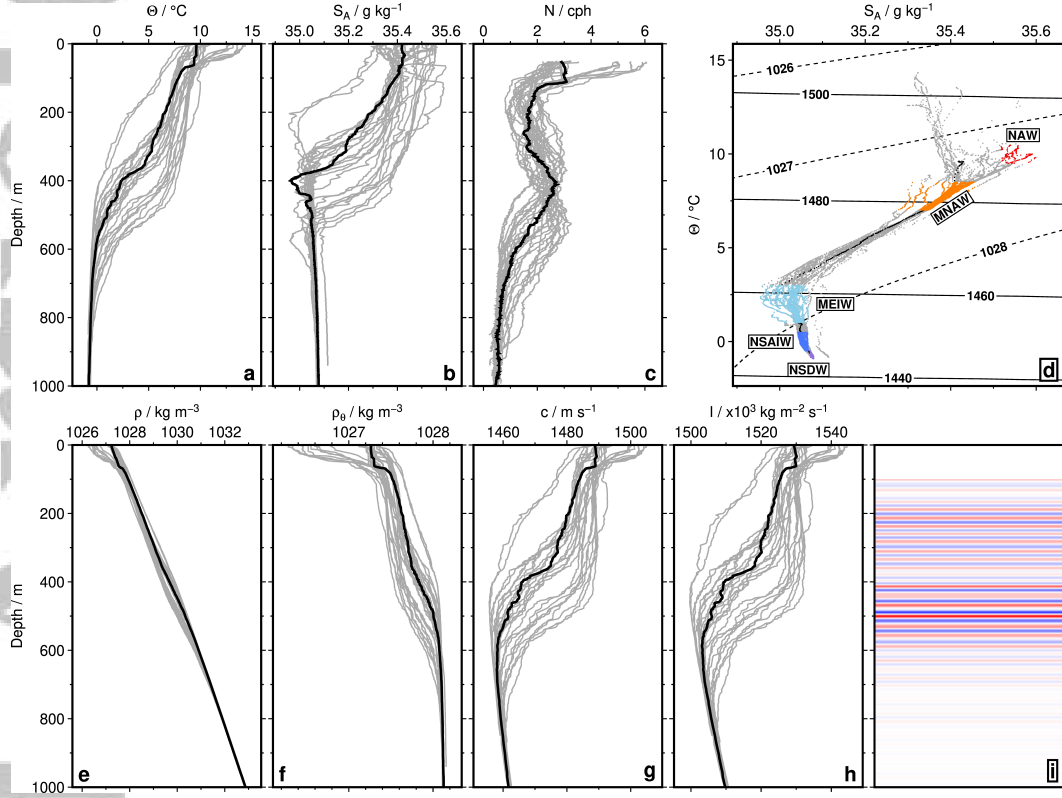 Θ / °C
S_A / g kg⁻¹
N / cph
S_A / g kg⁻¹
0 5 10 15
35.0 35.2 35.4 35.6
0 2 4 6
35.0 35.2 35.4 35.6
0
200
400
600
800
1000
Depth / m
a
b
c
15
10
5
0
Θ / °C
1026
1500
NAW
1027
1480
MNAW
1028
1460
MEIW
NSAIW
NSDW
1440
d
ρ / kg m⁻³
ρ_θ / kg m⁻³
c / m s⁻¹
I / x10³ kg m⁻² s⁻¹
1026 1028 1030 1032
1027 1028
1460 1480 1500
1500 1520 1540
0
200
400
600
800
1000
Depth / m
e
f
g
h
i